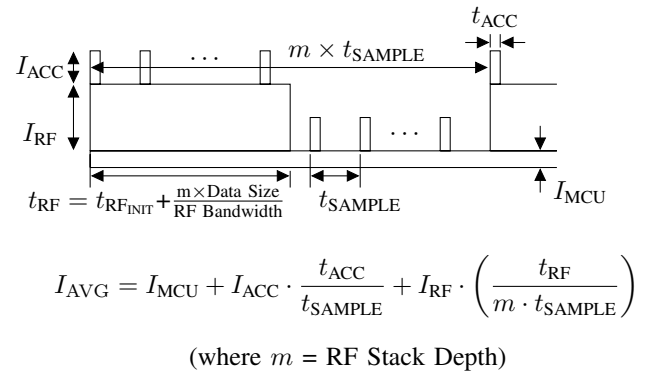 t_ACC
I_ACC
· · ·
m × t_SAMPLE
I_RF
· · ·
t_RF = t_RF_INIT + m×Data Size / RF Bandwidth
t_SAMPLE
I_MCU
I_AVG = I_MCU + I_ACC · t_ACC / t_SAMPLE + I_RF · ( t_RF / m · t_SAMPLE )
(where m = RF Stack Depth)